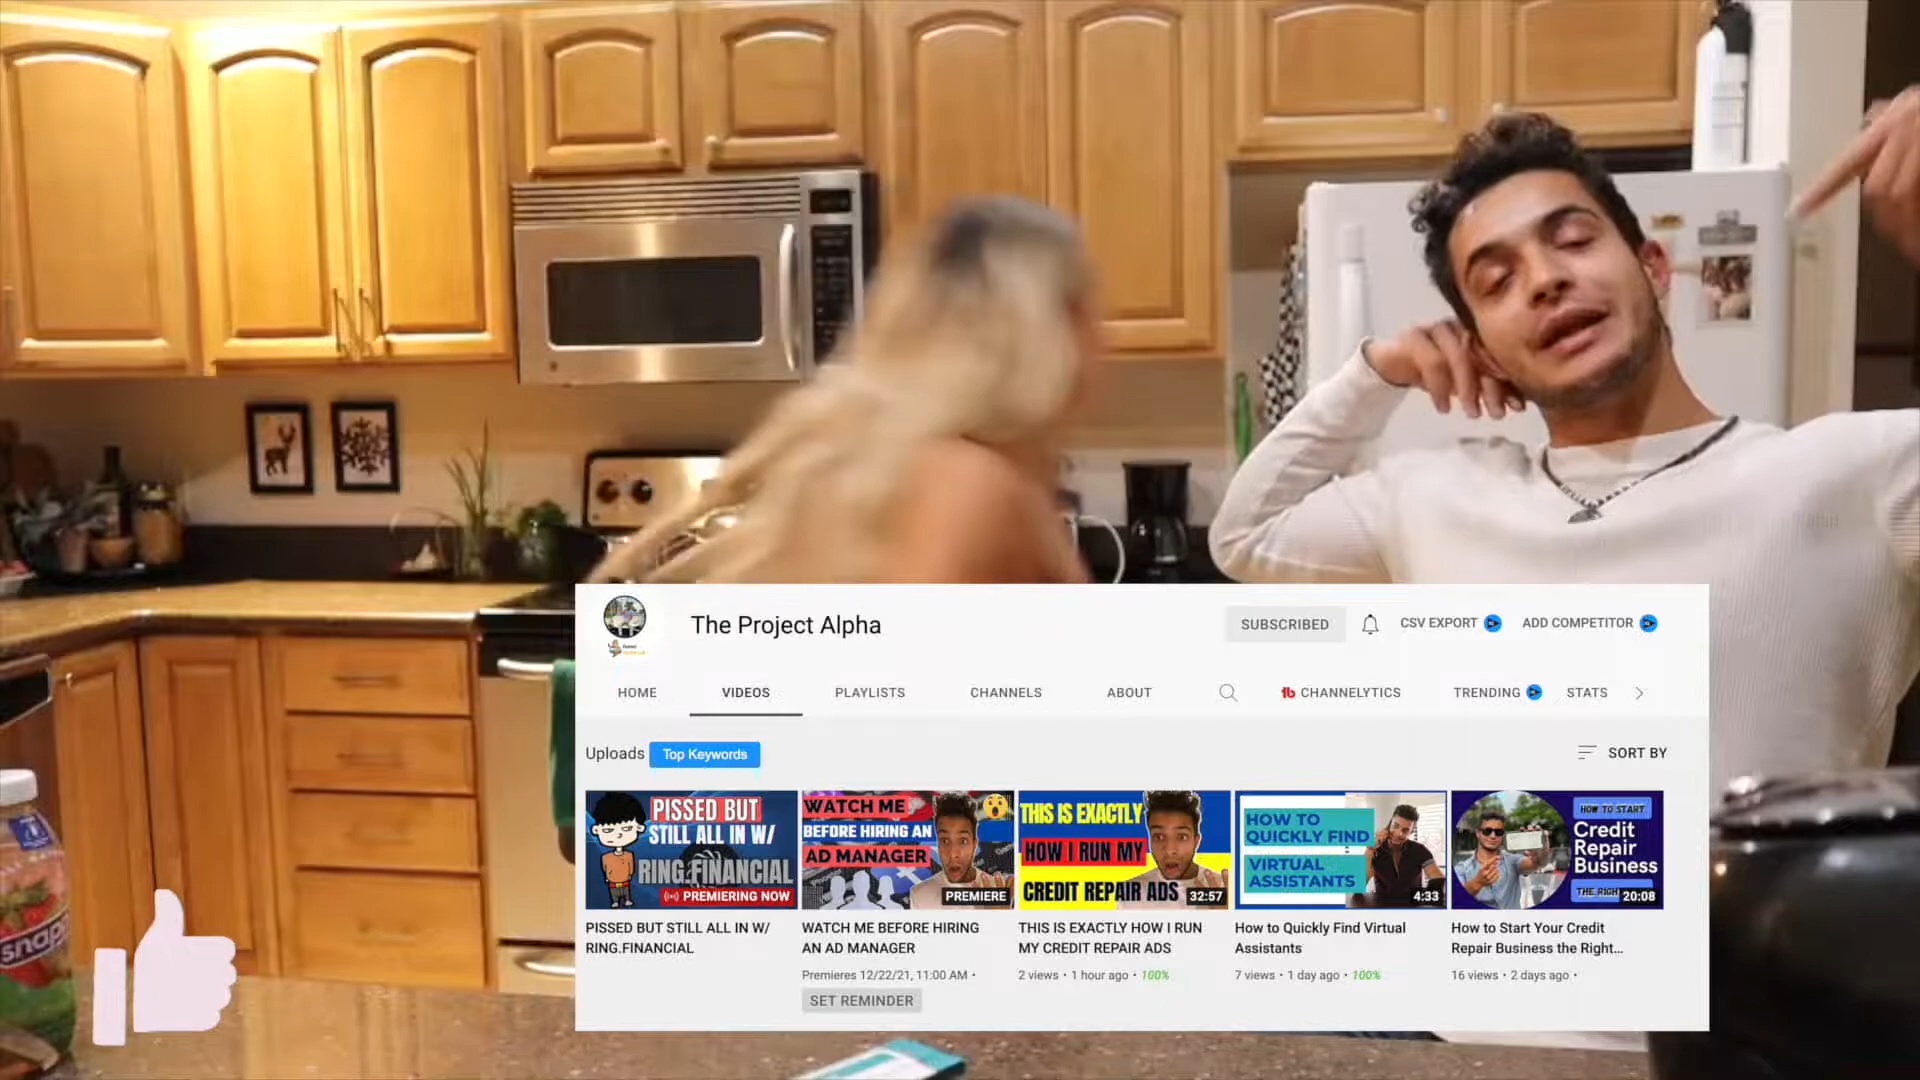 The Project Alpha
SUBSCRIBED
CSV EXPORT
ADD COMPETITOR
HOME
VIDEOS
PLAYLISTS
CHANNELS
ABOUT
tb CHANNELYTICS
TRENDING
STATS
Uploads
Top Keywords
SORT BY
PISSED BUT
STILL ALL IN W/
RING.FINANCIAL
PREMIERING NOW
WATCH ME
BEFORE HIRING AN
AD MANAGER
PREMIERE
THIS IS EXACTLY
HOW I RUN MY
CREDIT REPAIR ADS
32:57
HOW TO
QUICKLY FIND
VIRTUAL
ASSISTANTS
4:33
HOW TO START
Credit
Repair
Business
THE RIGH
20:08
PISSED BUT STILL ALL IN W/
RING.FINANCIAL
WATCH ME BEFORE HIRING
AN AD MANAGER
Premieres 12/22/21, 11:00 AM •
SET REMINDER
THIS IS EXACTLY HOW I RUN
MY CREDIT REPAIR ADS
2 views • 1 hour ago • 100%
How to Quickly Find Virtual
Assistants
7 views • 1 day ago • 100%
How to Start Your Credit
Repair Business the Right...
16 views • 2 days ago •
snap